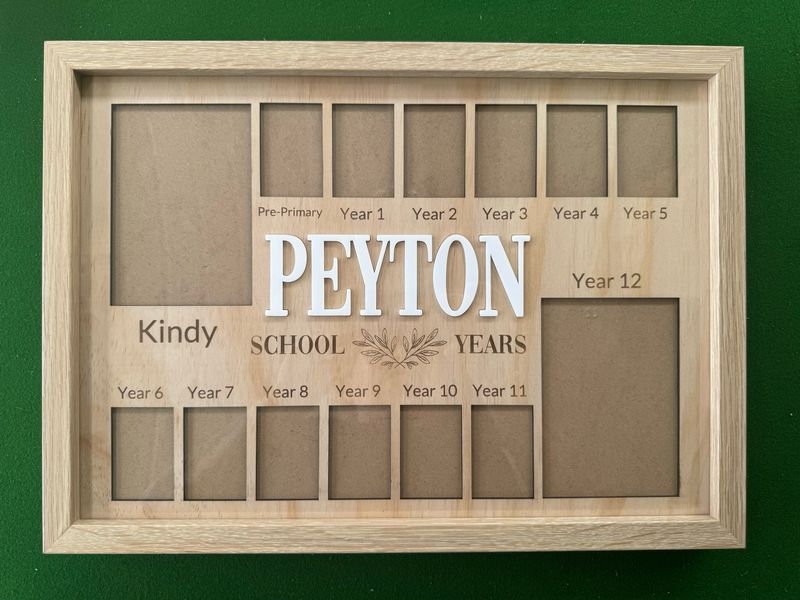 Pre-Primary Year 1 Year 2 Year 3 Year 4 Year 5
PEYTON
Year 12
Kindy
SCHOOL YEARS
Year 6 Year 7 Year 8 Year 9 Year 10 Year 11